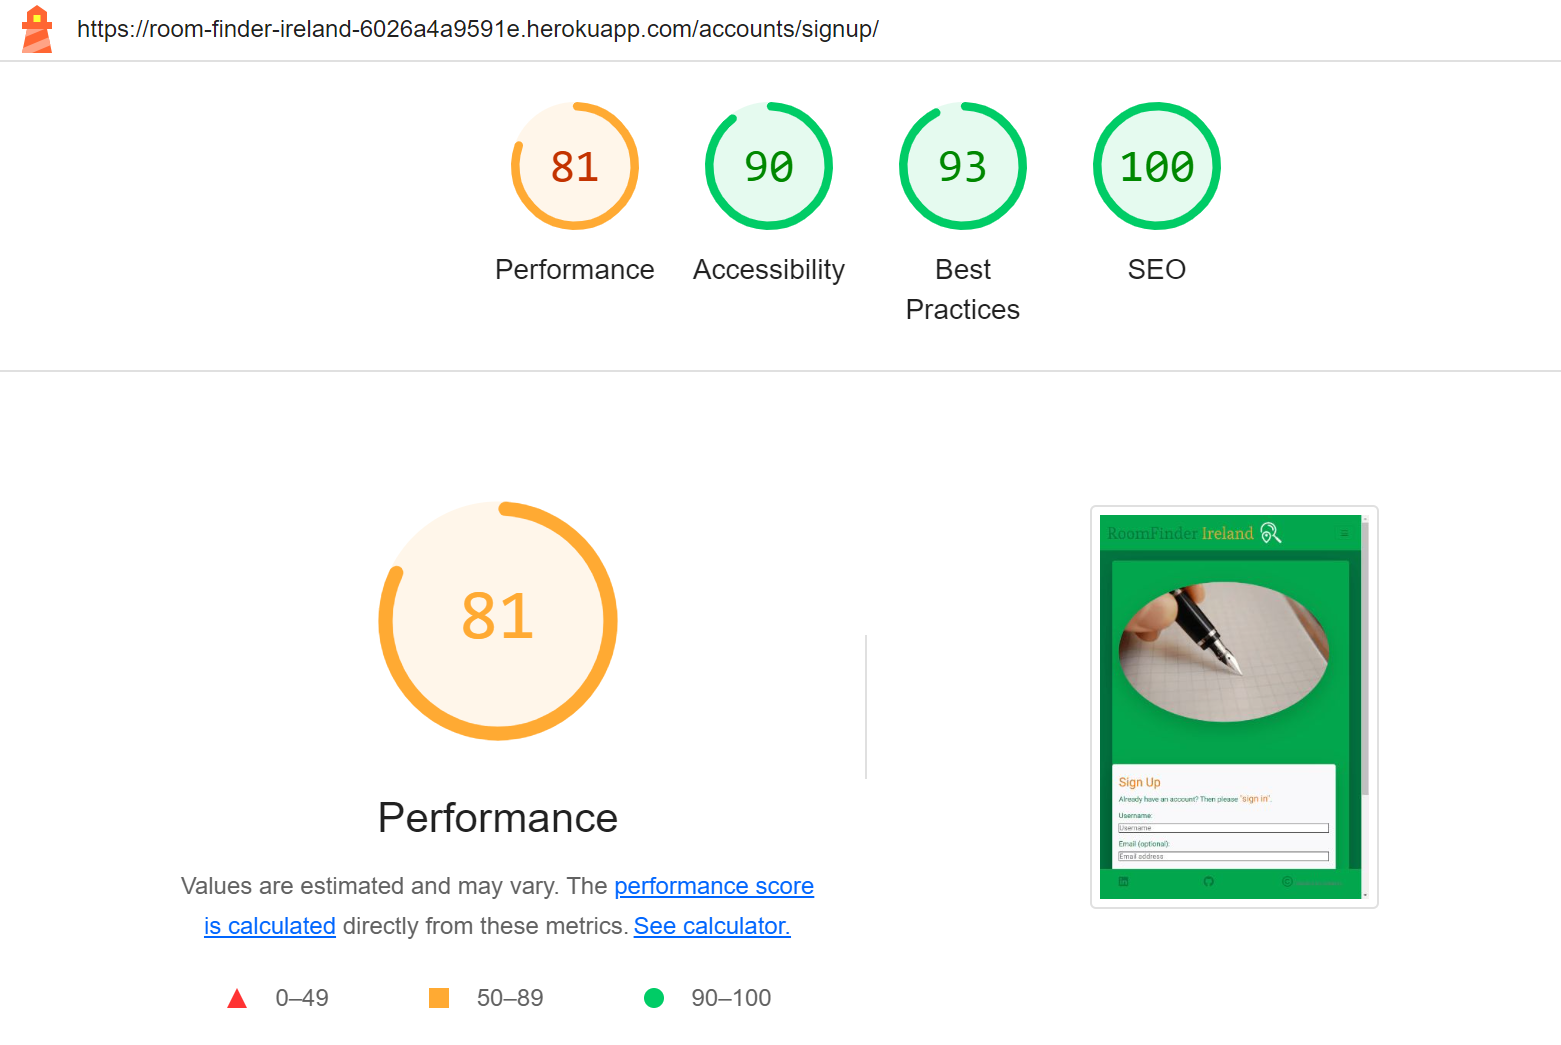 https://room-finder-ireland-6026a4a9591e.herokuapp.com/accounts/signup/
81
90
93
100
Performance
Accessibility
Best
Practices
SEO
81
Performance
Values are estimated and may vary. The performance score
is calculated directly from these metrics. See calculator.
0–49
50–89
90–100
RoomFinder Ireland
Sign Up
Already have an account? Then please "sign in".
Username:
Username
Email (optional):
Email address